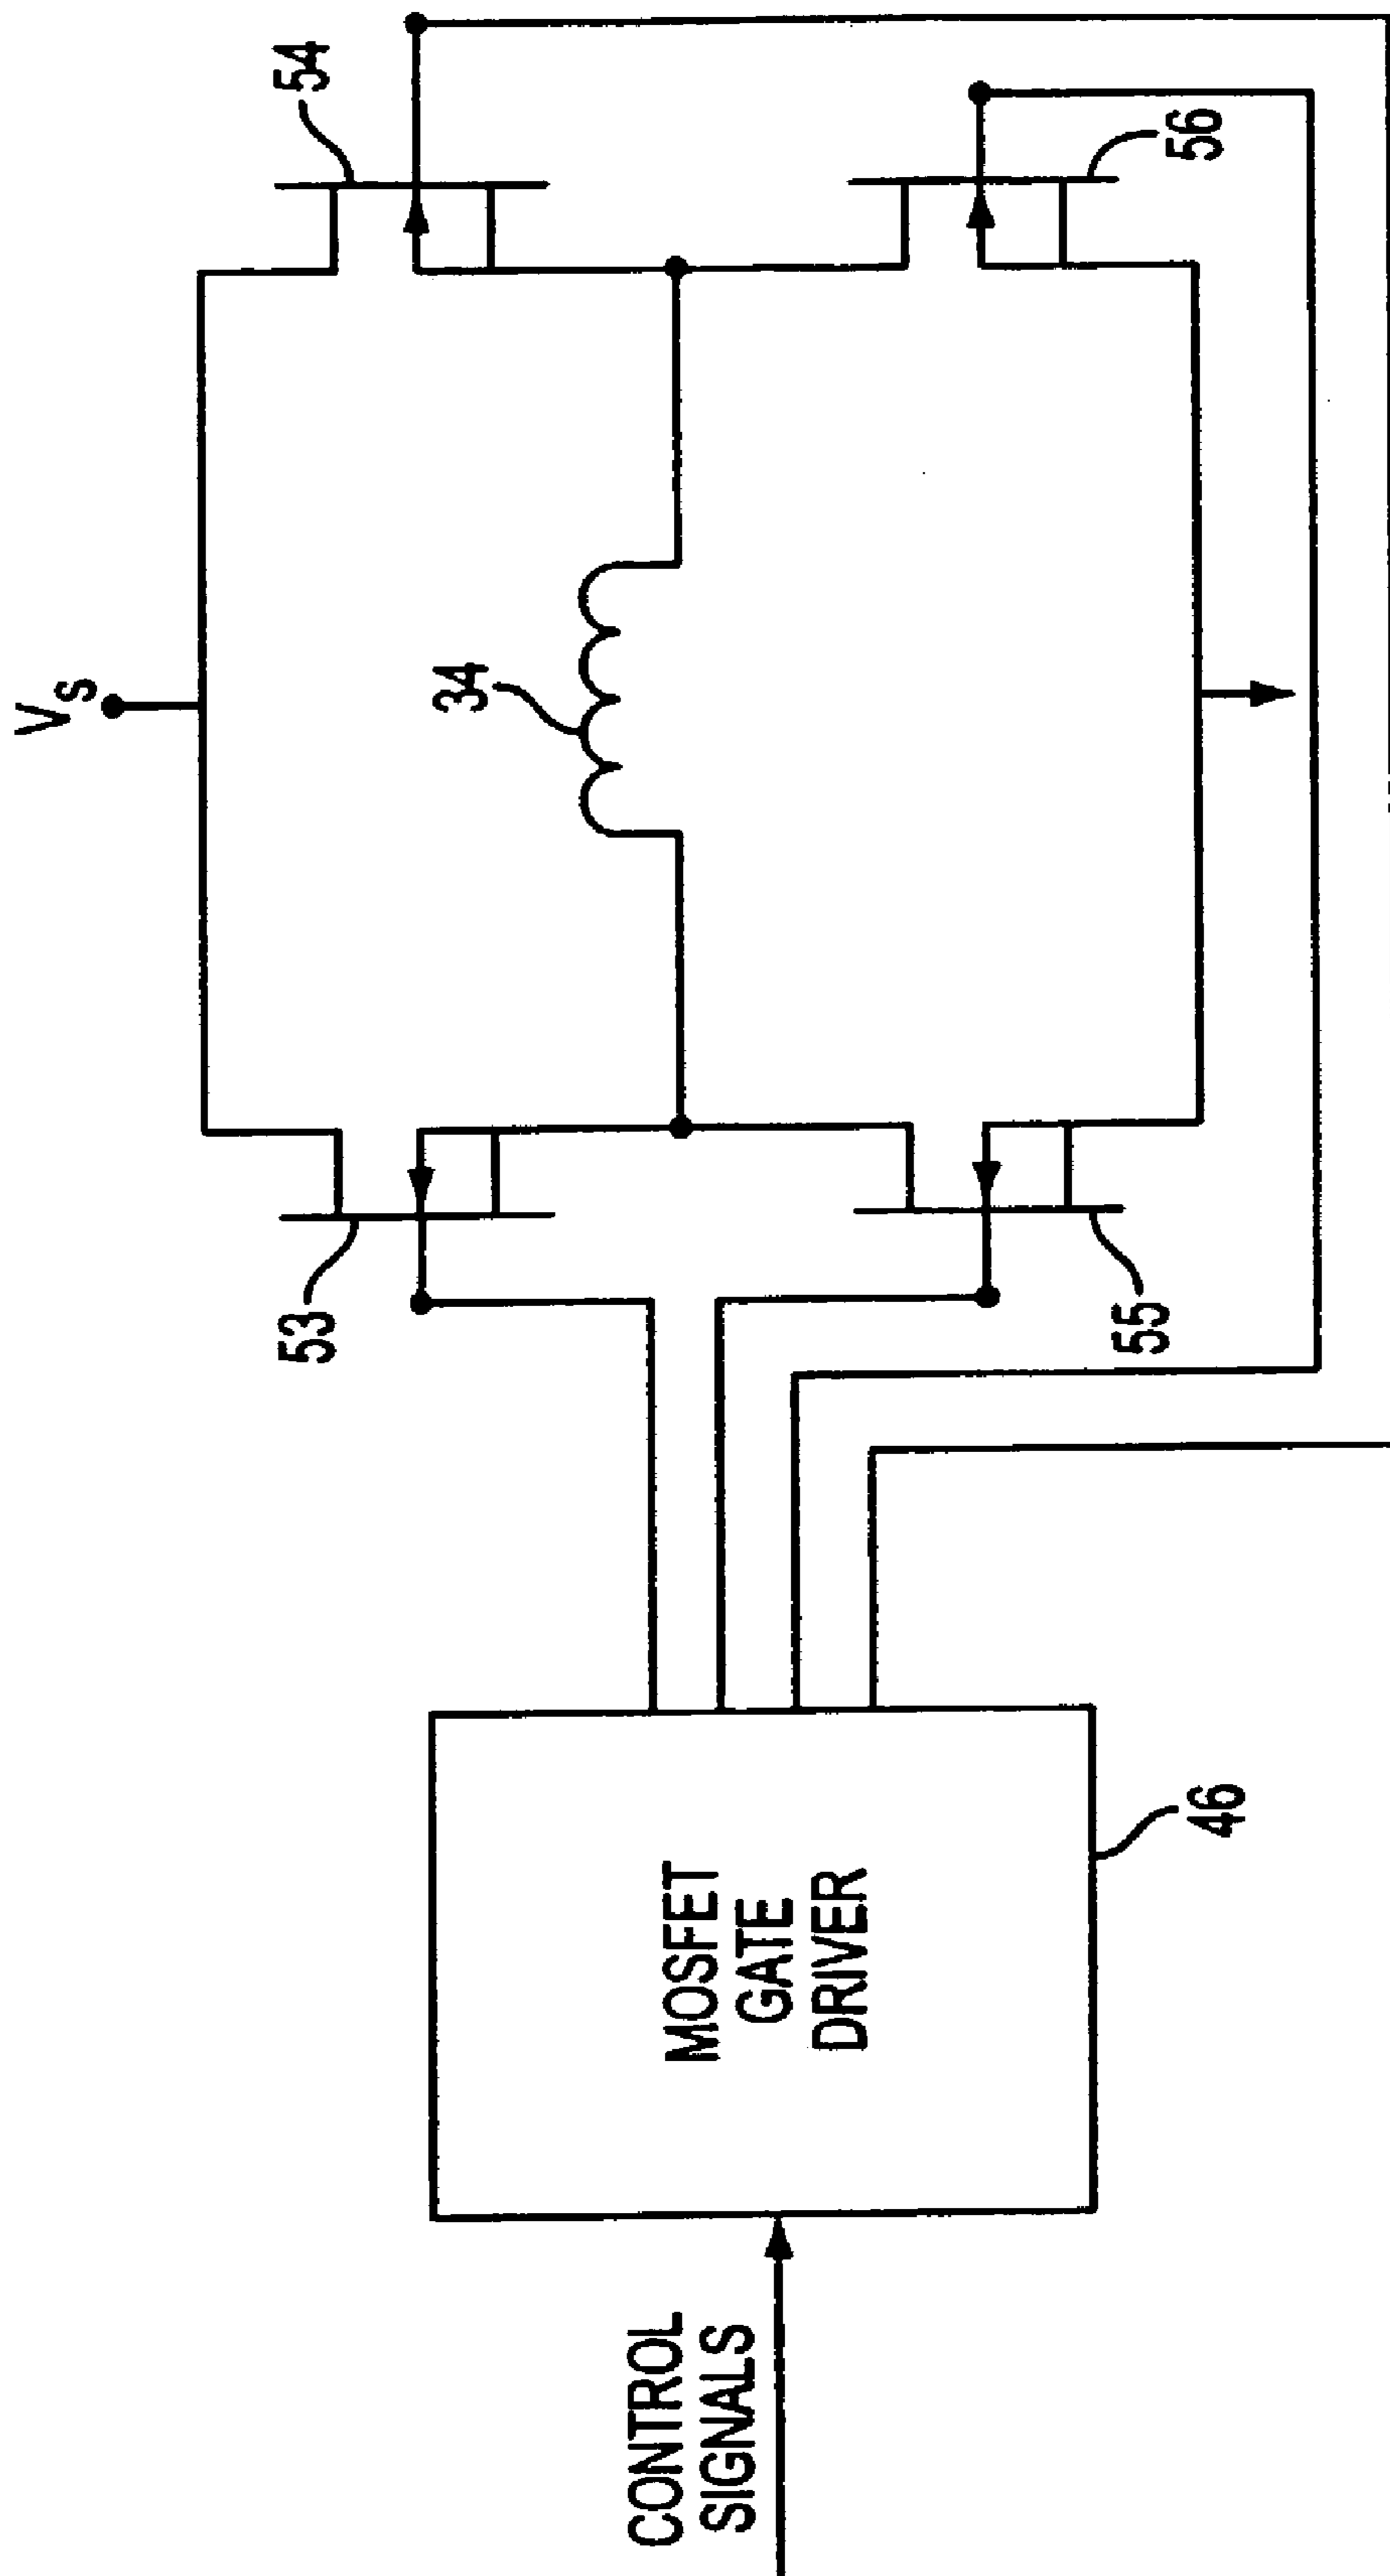 CONTROL
SIGNALS
MOSFET
GATE
DRIVER
46
53
55
34
Vs
54
56